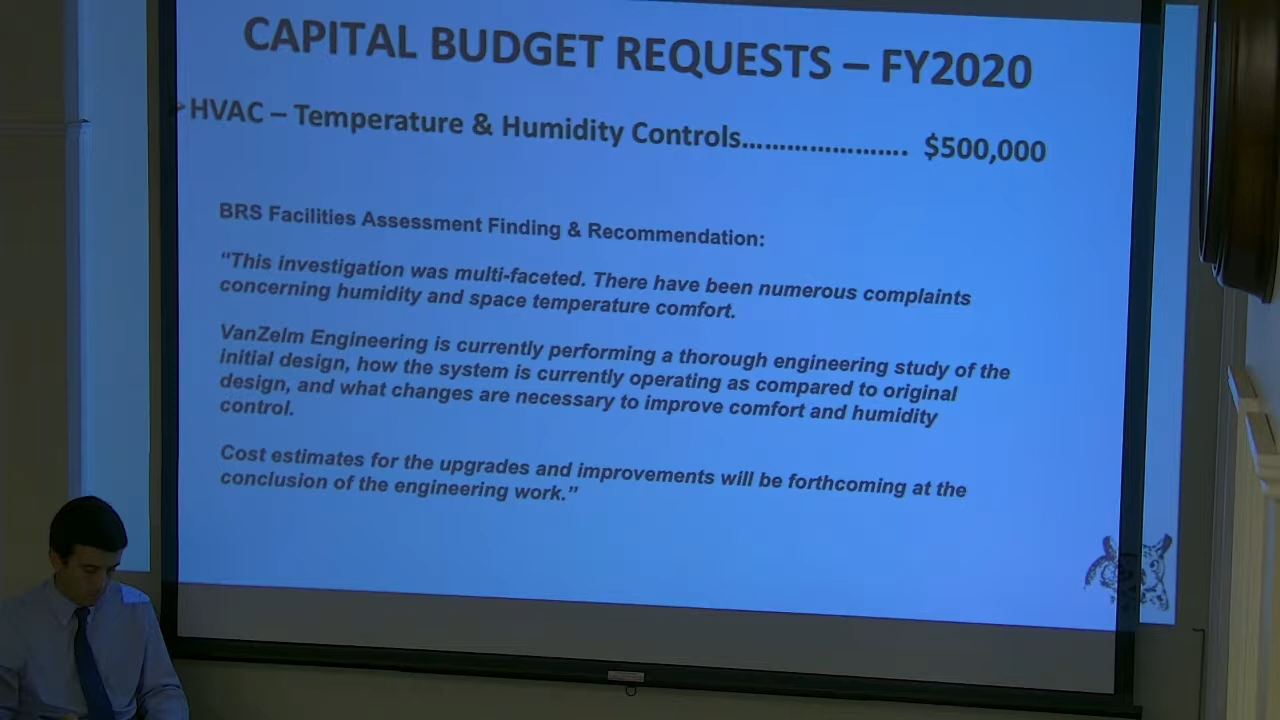 CAPITAL BUDGET REQUESTS – FY2020
HVAC – Temperature & Humidity Controls...................... $500,000
BRS Facilities Assessment Finding & Recommendation:
"This investigation was multi-faceted. There have been numerous complaints
concerning humidity and space temperature comfort.
VanZelm Engineering is currently performing a thorough engineering study of the
initial design, how the system is currently operating as compared to original
design, and what changes are necessary to improve comfort and humidity
control.
Cost estimates for the upgrades and improvements will be forthcoming at the
conclusion of the engineering work."